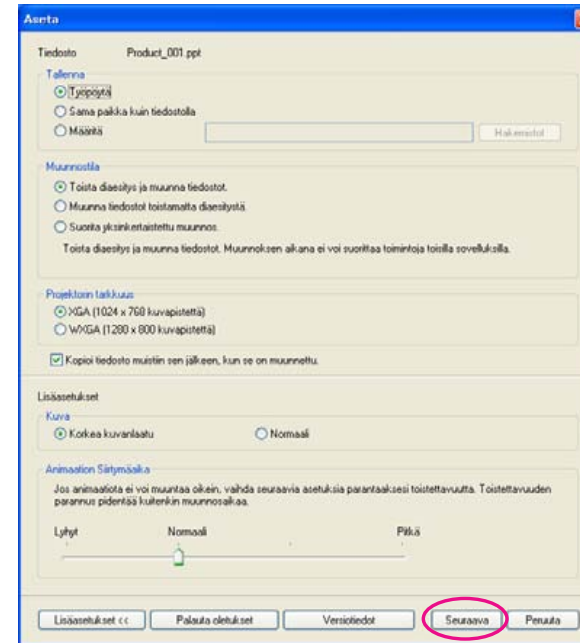 Aseta
Tiedosto Product_001.ppt
Tallenna
Työpöytä
Sama paikka kuin tiedostolla
Määritä Hakemistot
Muunnostila
Toista diaesitys ja muunna tiedostot.
Muunna tiedostot toistamatta diaesitystä.
Suorita yksinkertaistettu muunnos.
Toista diaesitys ja muunna tiedostot. Muunnoksen aikana ei voi suorittaa toimintoja toisilla sovelluksilla.
Projektorin tarkkuus
XGA (1024 x 768 kuvapistettä)
WXGA (1280 x 800 kuvapistettä)
Kopioi tiedosto muistiin sen jälkeen, kun se on muunnettu.
Lisäasetukset
Kuva
Korkea kuvanlaatu Normaali
Animaation Siirtymäaika
Jos animaatiota ei voi muuntaa oikein, vaihda seuraavia asetuksia parantaaksesi toistettavuutta. Toistettavuuden
parannus pidentää kuitenkin muunnosaikaa.
Lyhyt Normaali Pitkä
Lisäasetukset << Palauta oletukset Versiotiedot Seuraava Peruuta